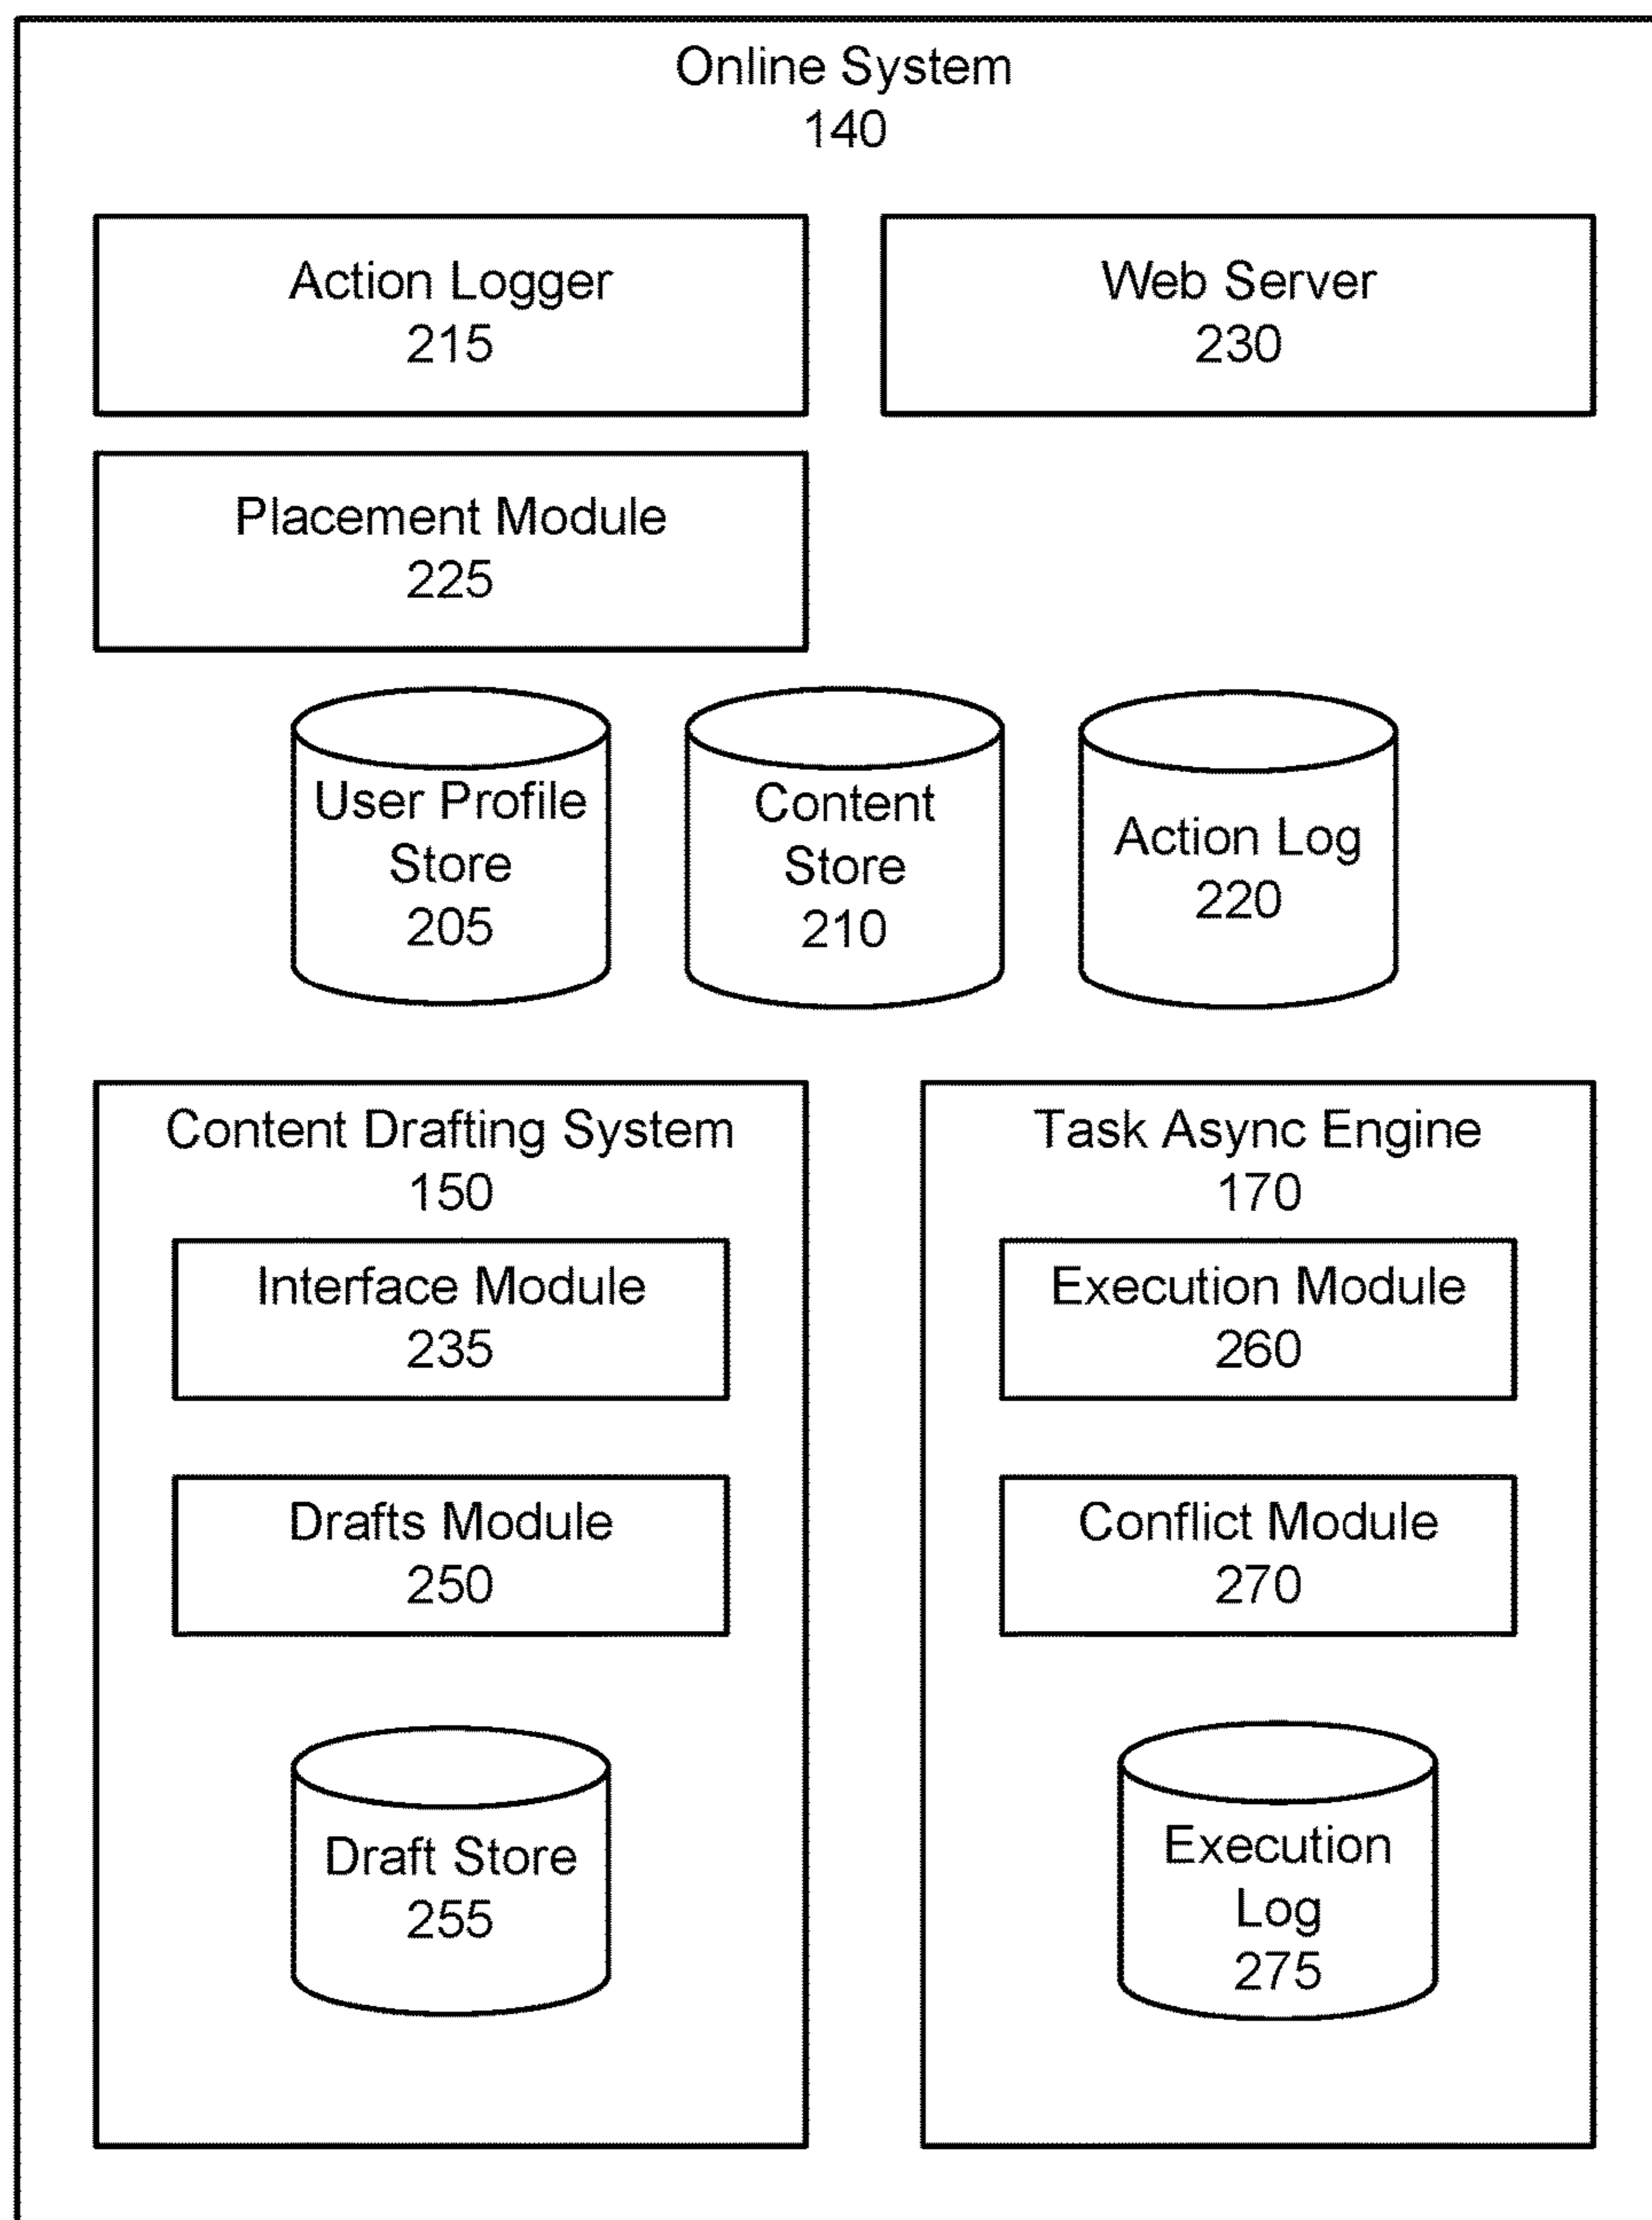 Online System
140
Action Logger
215
Web Server
230
Placement Module
225
User Profile
Store
205
Content
Store
210
Action Log
220
Content Drafting System
150
Interface Module
235
Drafts Module
250
Draft Store
255
Task Async Engine
170
Execution Module
260
Conflict Module
270
Execution
Log
275